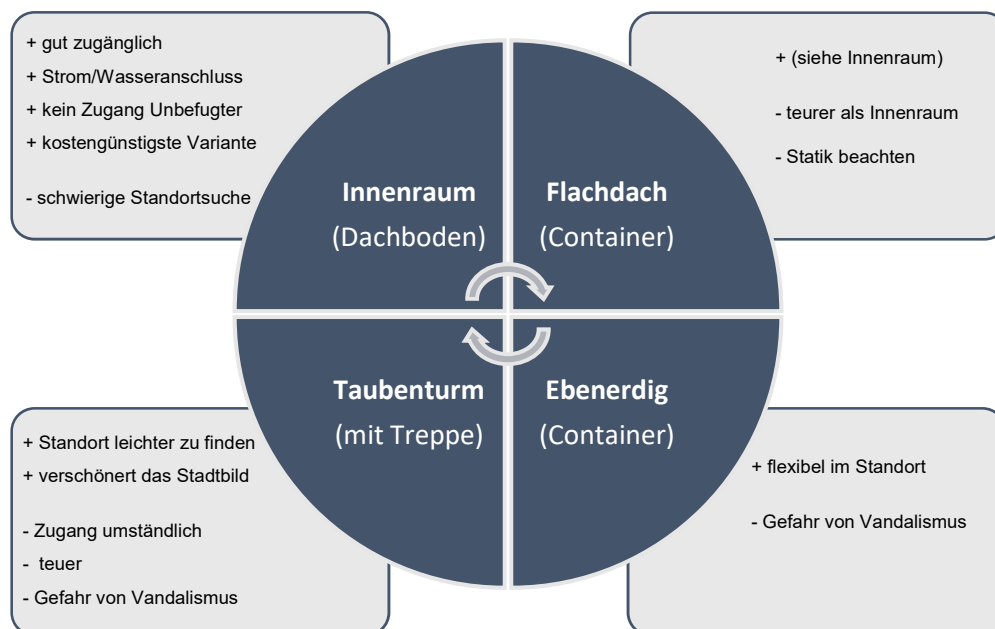 + gut zugänglich
+ Strom/Wasseranschluss
+ kein Zugang Unbefugter
+ kostengünstigste Variante
- schwierige Standortsuche
+ (siehe Innenraum)
- teurer als Innenraum
- Statik beachten
Innenraum
(Dachboden)
Flachdach
(Container)
Taubenturm
(mit Treppe)
Ebenerdig
(Container)
+ Standort leichter zu finden
+ verschönert das Stadtbild
- Zugang umständlich
- teuer
- Gefahr von Vandalismus
+ flexibel im Standort
- Gefahr von Vandalismus